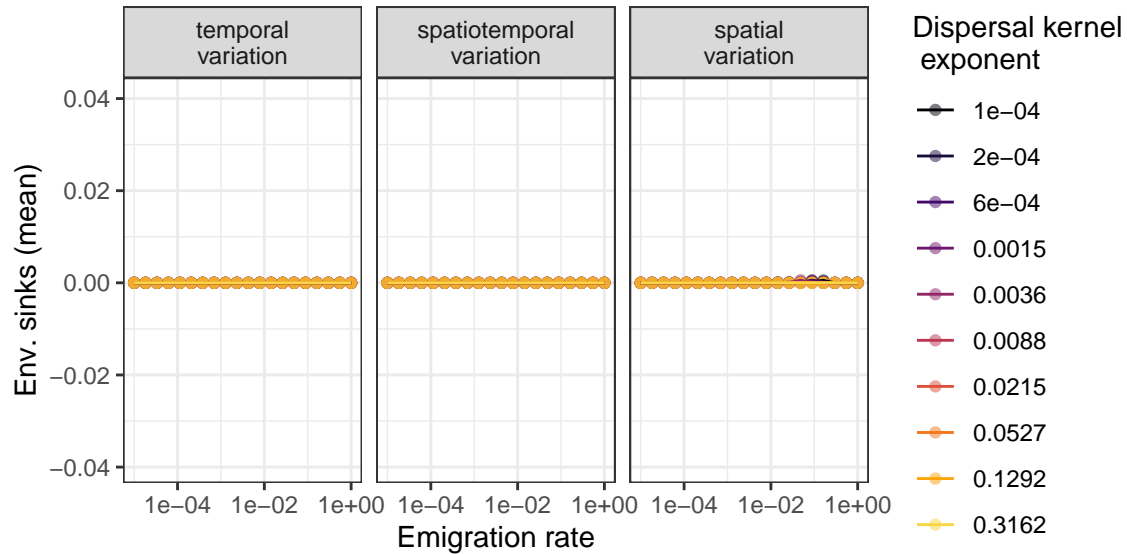 temporal
variation
spatiotemporal
variation
spatial
variation
Env. sinks (mean)
0.04
0.02
0.00
−0.02
−0.04
1e−04
1e−02
1e+00
1e−04
1e−02
1e+00
1e−04
1e−02
1e+00
Emigration rate
Dispersal kernel
exponent
1e−04
2e−04
6e−04
0.0015
0.0036
0.0088
0.0215
0.0527
0.1292
0.3162